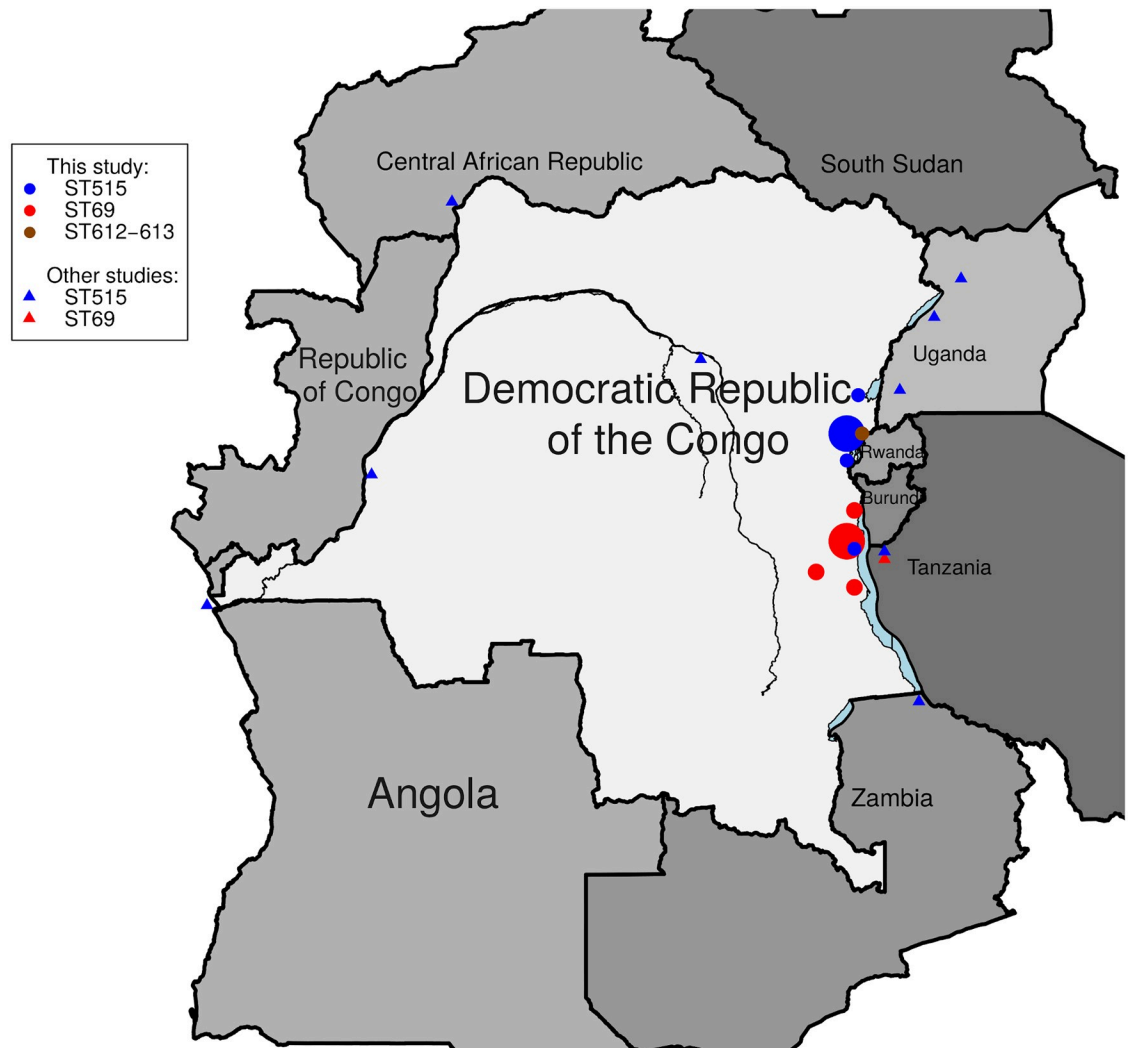 This study:
ST515
ST69
ST612−613
Other studies:
ST515
ST69
Central African Republic
South Sudan
Republic
of Congo
Uganda
Democratic Republic
of the Congo
Rwanda
Burundi
Tanzania
Angola
Zambia